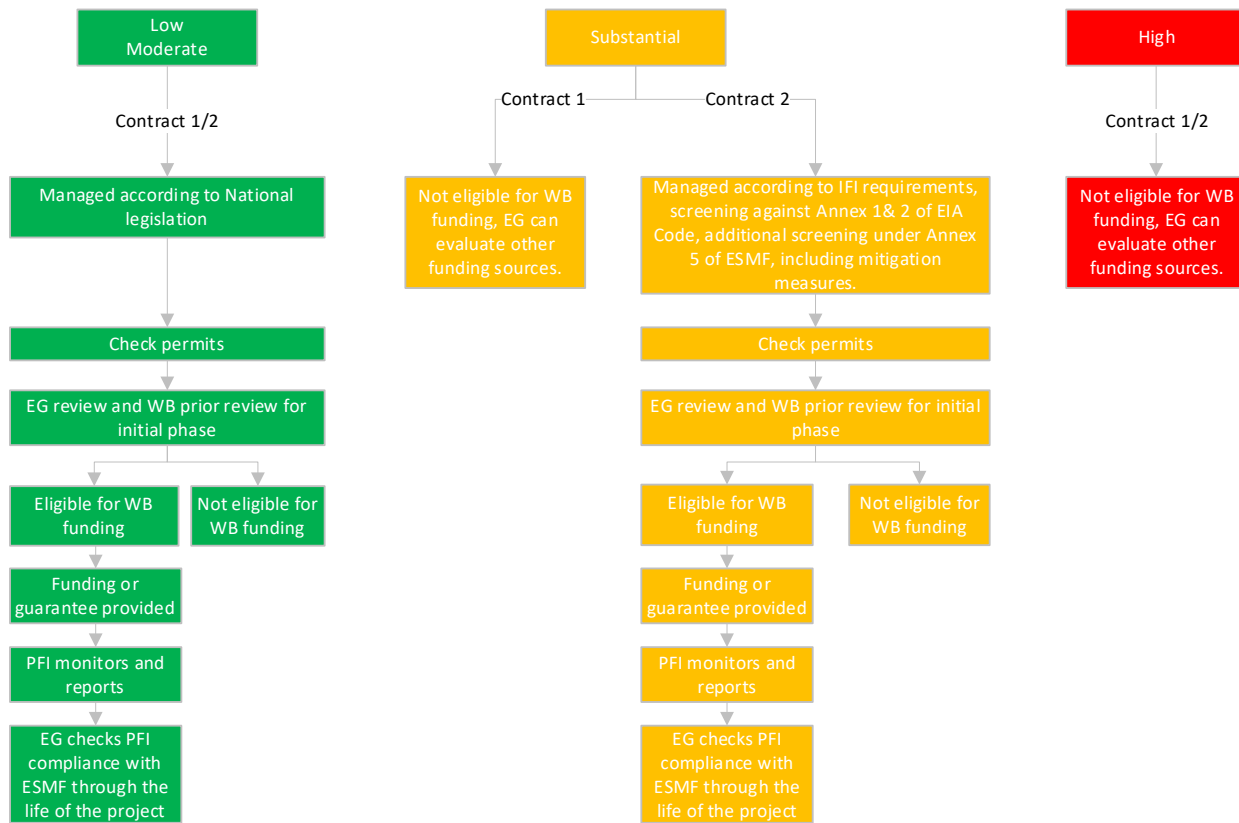 Low
Moderate
Contract 1/2
Managed according to National
legislation
Check permits
EG review and WB prior review for
initial phase
Eligible for WB
funding
Not eligible for
WB funding
Funding or
guarantee provided
PFI monitors and
reports
EG checks PFI
compliance with
ESMF through the
life of the project
Substantial
Contract 1
Contract 2
Not eligible for WB
funding, EG can
evaluate other
funding sources.
Managed according to IFI requirements,
screening against Annex 1& 2 of EIA
Code, additional screening under Annex
5 of ESMF, including mitigation
measures.
Check permits
EG review and WB prior review for initial
phase
Eligible for WB
funding
Not eligible for
WB funding
Funding or
guarantee provided
PFI monitors and
reports
EG checks PFI
compliance with
ESMF through the
life of the project
High
Contract 1/2
Not eligible for WB
funding, EG can
evaluate other
funding sources.